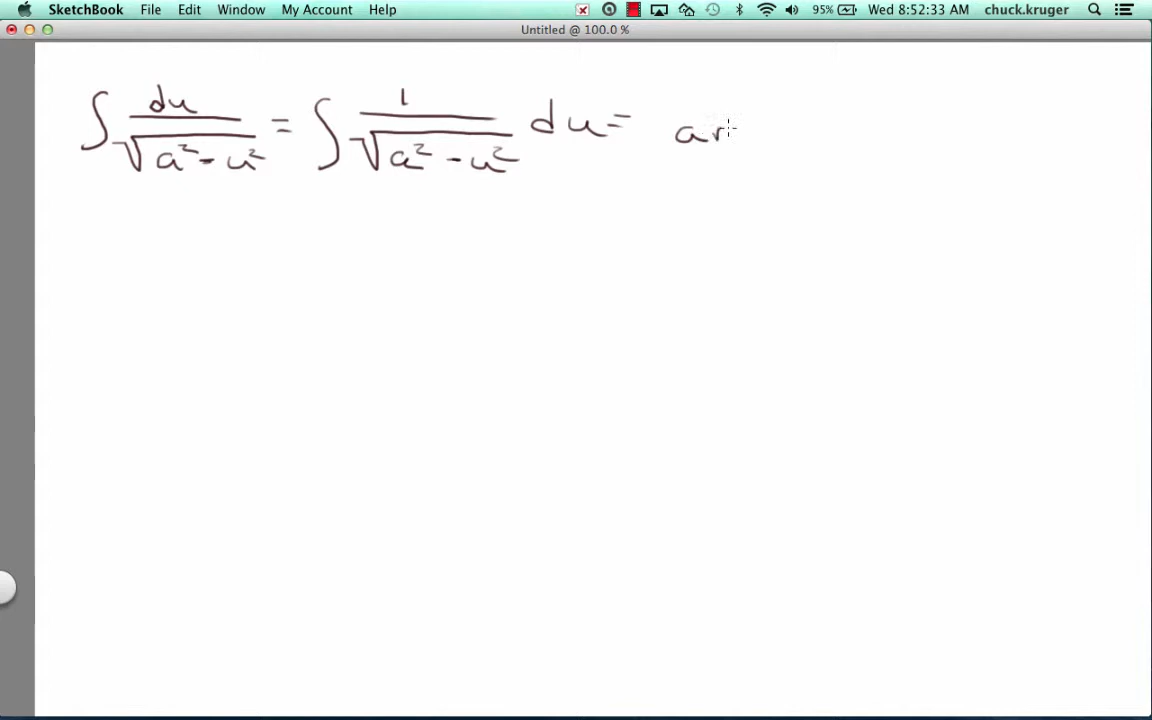 SketchBook File Edit Window My Account Help 95% Wed 8:52:33 AM chuck.kruger
Untitled @ 100.0 %
∫ du/√(a² - u²) = ∫ 1/√(a² - u²) du = ar